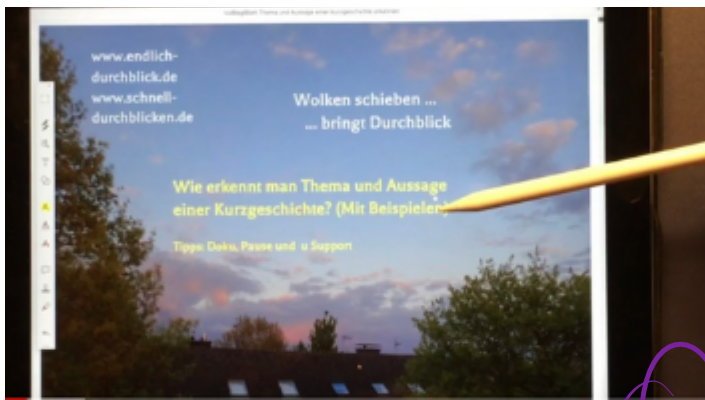 www.endlich-
durchblick.de
www.schnell-
durchblicken.de
Wolken schieben ...
.... bringt Durchblick
Wie erkennt man Thema und Aussage
einer Kurzgeschichte? (Mit Beispielen)
Tipps: Doku, Pause und u Support